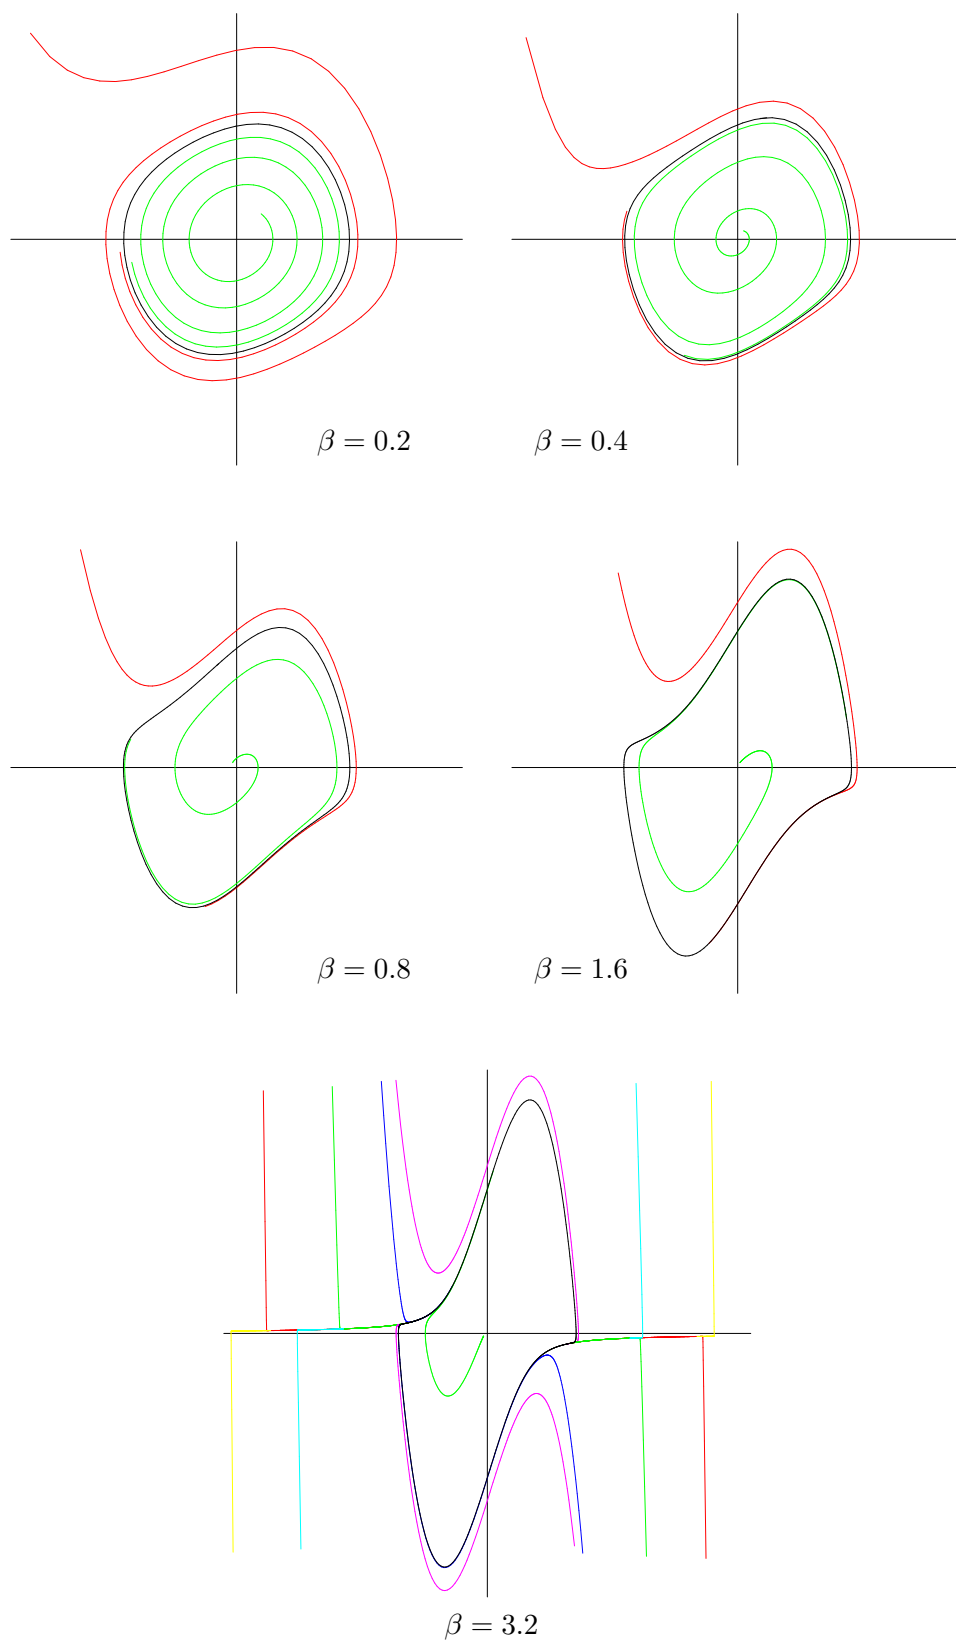 β = 0.2
β = 0.4
β = 0.8
β = 1.6
β = 3.2